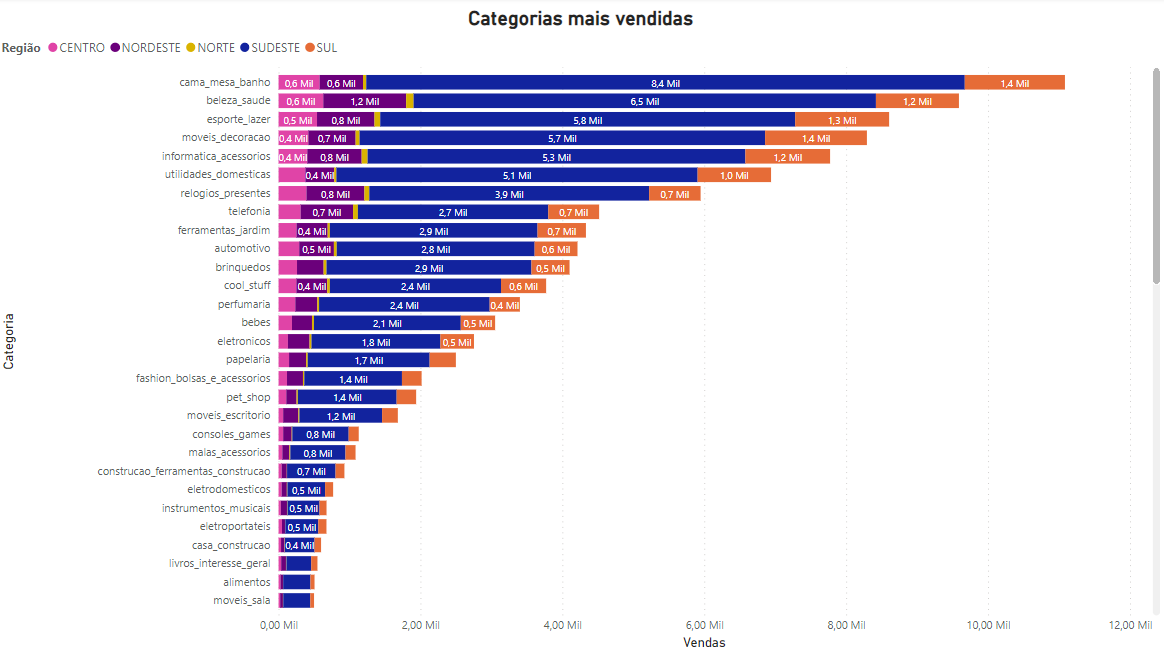 Categorias mais vendidas
Região CENTRO NORDESTE NORTE SUDESTE SUL
Categoria
cama_mesa_banho 0,6 Mil 0,6 Mil 8,4 Mil 1,4 Mil
beleza_saude 0,6 Mil 1,2 Mil 6,5 Mil 1,2 Mil
esporte_lazer 0,5 Mil 0,8 Mil 5,8 Mil 1,3 Mil
moveis_decoracao 0,4 Mil 0,7 Mil 5,7 Mil 1,4 Mil
informatica_acessorios 0,4 Mil 0,8 Mil 5,3 Mil 1,2 Mil
utilidades_domesticas 0,4 Mil 5,1 Mil 1,0 Mil
relogios_presentes 0,8 Mil 3,9 Mil 0,7 Mil
telefonia 0,7 Mil 2,7 Mil 0,7 Mil
ferramentas_jardim 0,4 Mil 2,9 Mil 0,7 Mil
automotivo 0,5 Mil 2,8 Mil 0,6 Mil
brinquedos 2,9 Mil 0,5 Mil
cool_stuff 0,4 Mil 2,4 Mil 0,6 Mil
perfumaria 2,4 Mil 0,4 Mil
bebes 2,1 Mil 0,5 Mil
eletronicos 1,8 Mil 0,5 Mil
papelaria 1,7 Mil
fashion_bolsas_e_acessorios 1,4 Mil
pet_shop 1,4 Mil
moveis_escritorio 1,2 Mil
consoles_games 0,8 Mil
malas_acessorios 0,8 Mil
construcao_ferramentas_construcao 0,7 Mil
eletrodomesticos 0,5 Mil
instrumentos_musicais 0,5 Mil
eletroportateis 0,5 Mil
casa_construcao 0,4 Mil
livros_interesse_geral
alimentos
moveis_sala
0,00 Mil 2,00 Mil 4,00 Mil 6,00 Mil 8,00 Mil 10,00 Mil 12,00 Mil
Vendas